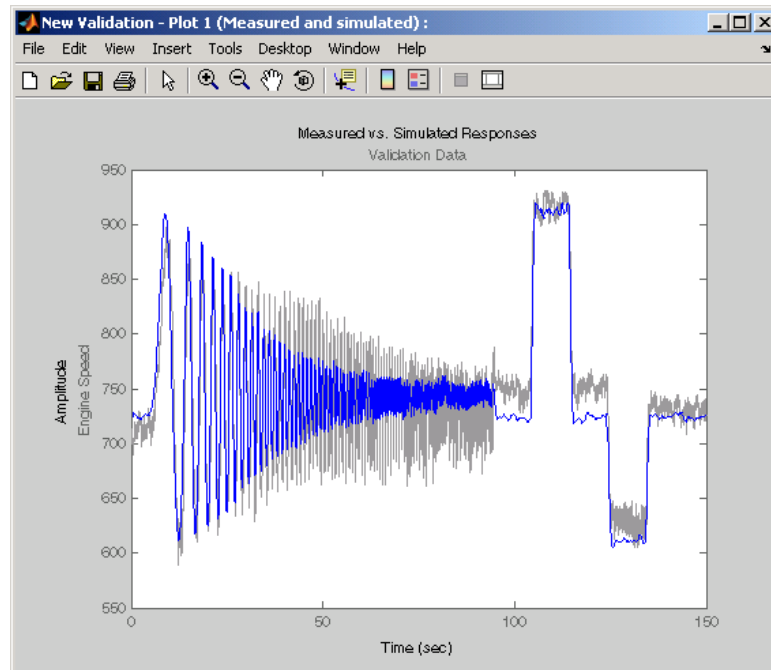 New Validation - Plot 1 (Measured and simulated) :
File Edit View Insert Tools Desktop Window Help
Measured vs. Simulated Responses
Validation Data
950
900
850
800
750
700
650
600
550
Amplitude
Engine Speed
0 50 100 150
Time (sec)